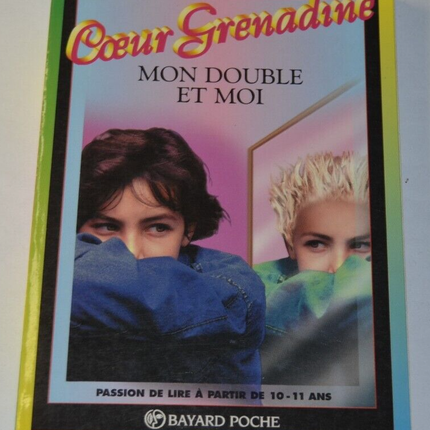 Cœur Grenadine
MON DOUBLE
ET MOI
PASSION DE LIRE À PARTIR DE 10-11 ANS
BAYARD POCHE